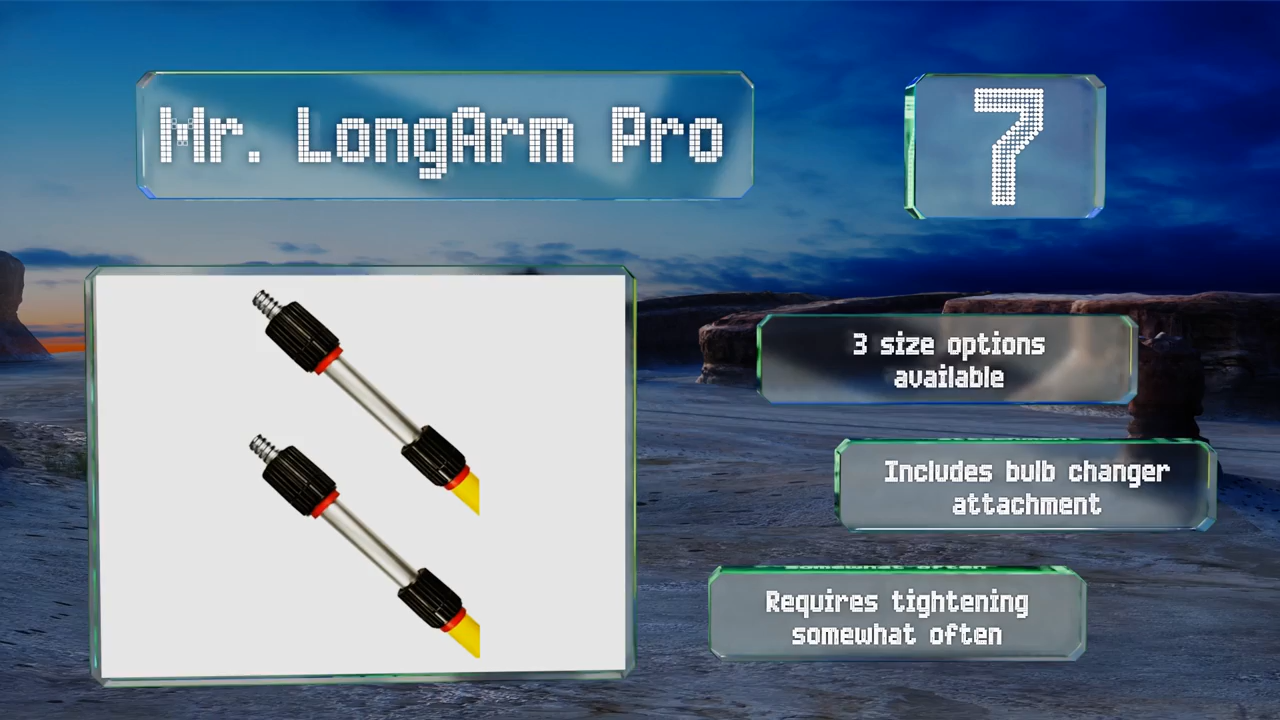 Mr. LongArm Pro
7
3 size options
available
Includes bulb changer
attachment
Requires tightening
somewhat often